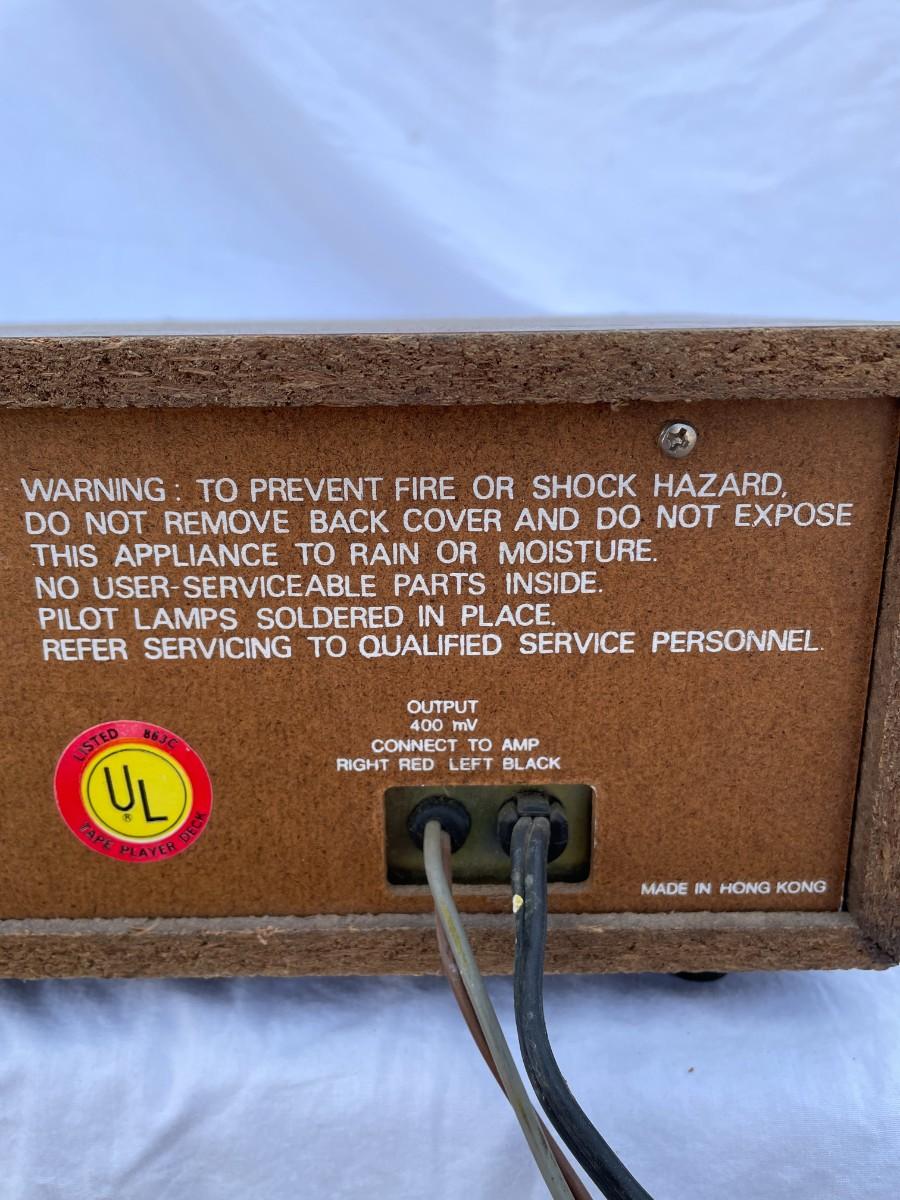 WARNING : TO PREVENT FIRE OR SHOCK HAZARD,
DO NOT REMOVE BACK COVER AND DO NOT EXPOSE
THIS APPLIANCE TO RAIN OR MOISTURE.
NO USER-SERVICEABLE PARTS INSIDE.
PILOT LAMPS SOLDERED IN PLACE.
REFER SERVICING TO QUALIFIED SERVICE PERSONNEL.
OUTPUT
400 mV
CONNECT TO AMP
RIGHT RED LEFT BLACK
LISTED 863C
UL
®
TAPE PLAYER DECK
MADE IN HONG KONG